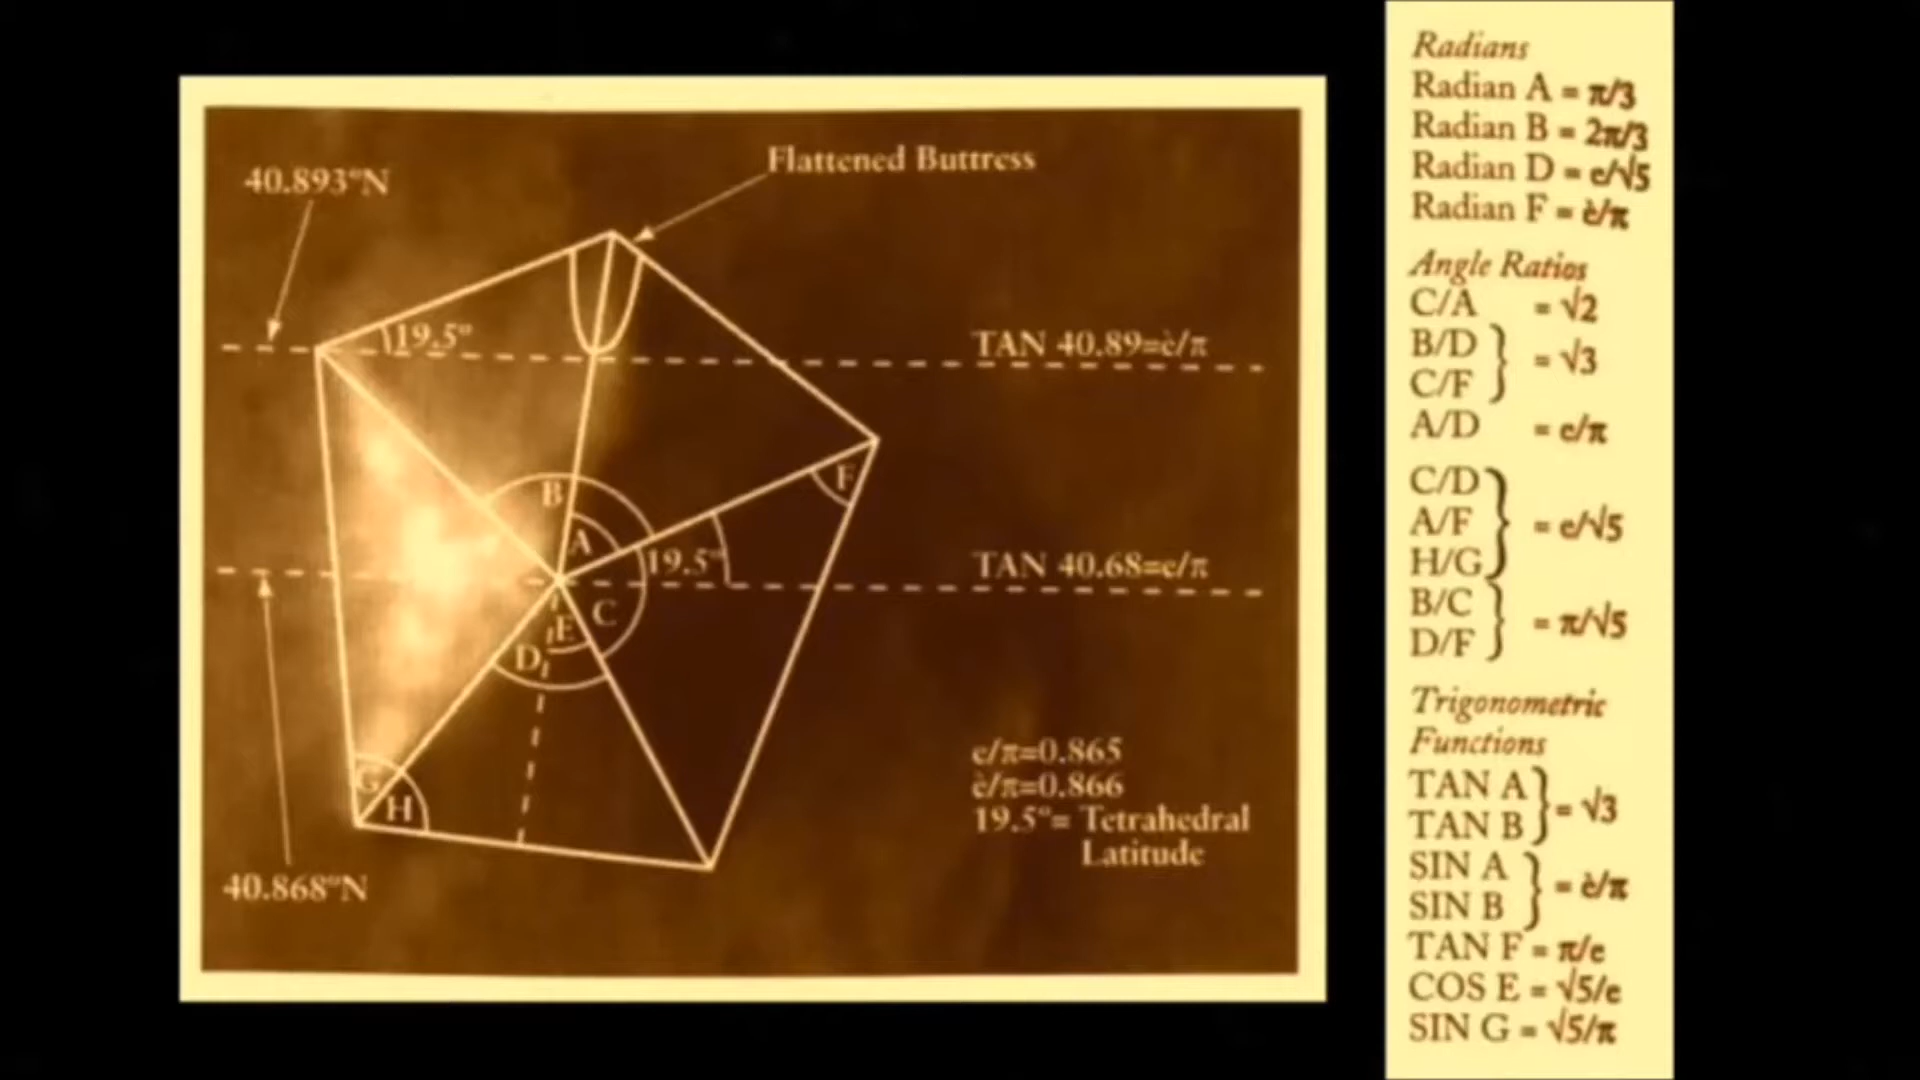 40.893°N
Flattened Buttress
19.5°
TAN 40.89=è/π
B
A
F
19.5°
TAN 40.68=e/π
C
E
D
G
H
e/π=0.865
è/π=0.866
19.5°= Tetrahedral
Latitude
40.868°N
Radians
Radian A = π/3
Radian B = 2π/3
Radian D = e/√5
Radian F = è/π
Angle Ratios
C/A = √2
B/D
C/F } = √3
A/D = e/π
C/D
A/F } = e/√5
H/G
B/C
D/F } = π/√5
Trigonometric
Functions
TAN A
TAN B } = √3
SIN A
SIN B } = è/π
TAN F = π/e
COS E = √5/e
SIN G = √5/π